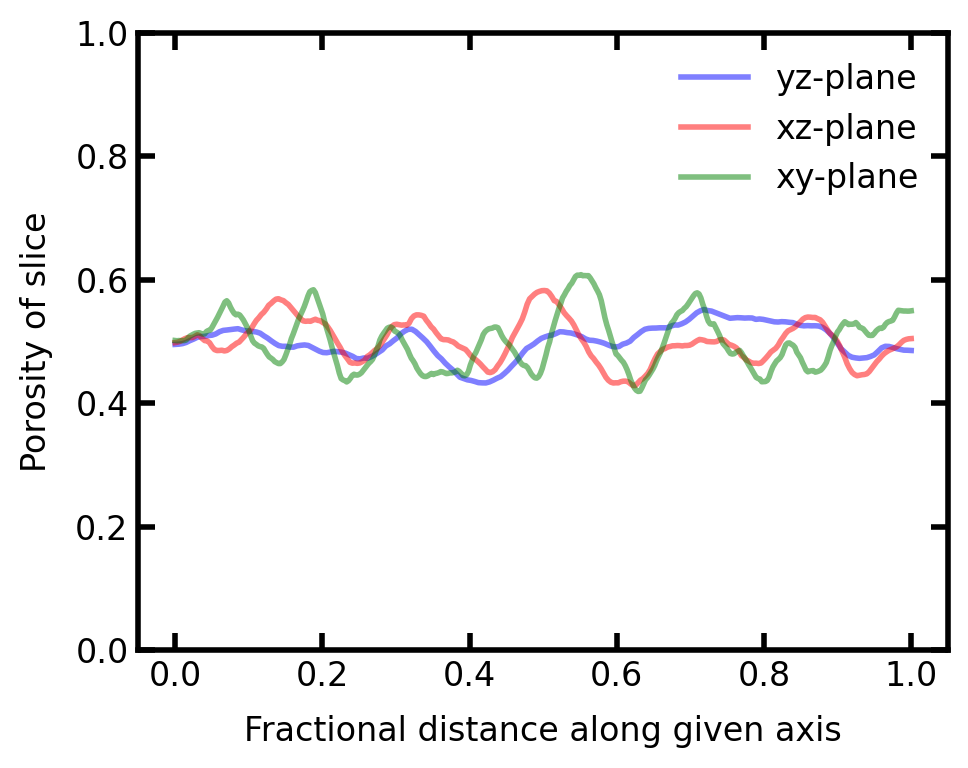 1.0
0.8
0.6
0.4
0.2
0.0
Porosity of slice
yz-plane
xz-plane
xy-plane
0.0 0.2 0.4 0.6 0.8 1.0
Fractional distance along given axis